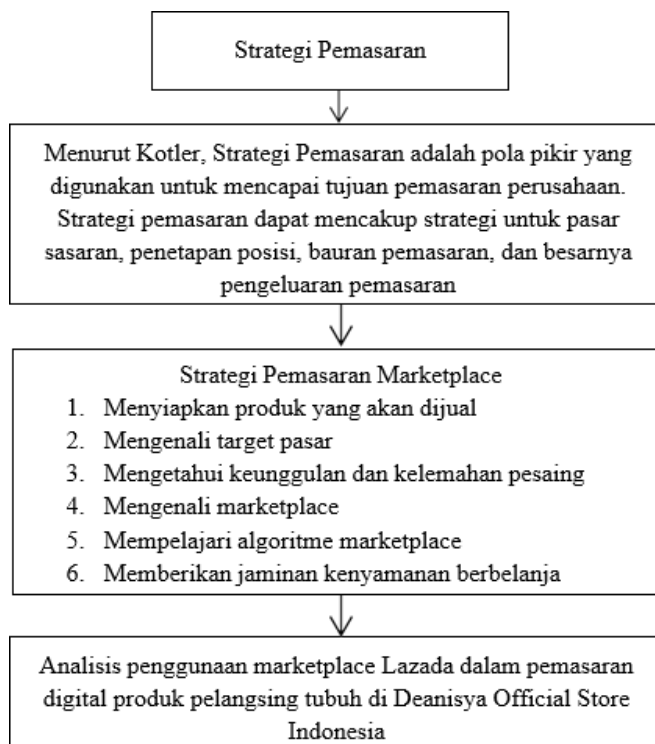 Strategi Pemasaran
Menurut Kotler, Strategi Pemasaran adalah pola pikir yang
digunakan untuk mencapai tujuan pemasaran perusahaan.
Strategi pemasaran dapat mencakup strategi untuk pasar
sasaran, penetapan posisi, bauran pemasaran, dan besarnya
pengeluaran pemasaran
Strategi Pemasaran Marketplace
1. Menyiapkan produk yang akan dijual
2. Mengenali target pasar
3. Mengetahui keunggulan dan kelemahan pesaing
4. Mengenali marketplace
5. Mempelajari algoritme marketplace
6. Memberikan jaminan kenyamanan berbelanja
Analisis penggunaan marketplace Lazada dalam pemasaran
digital produk pelangsing tubuh di Deanisya Official Store
Indonesia